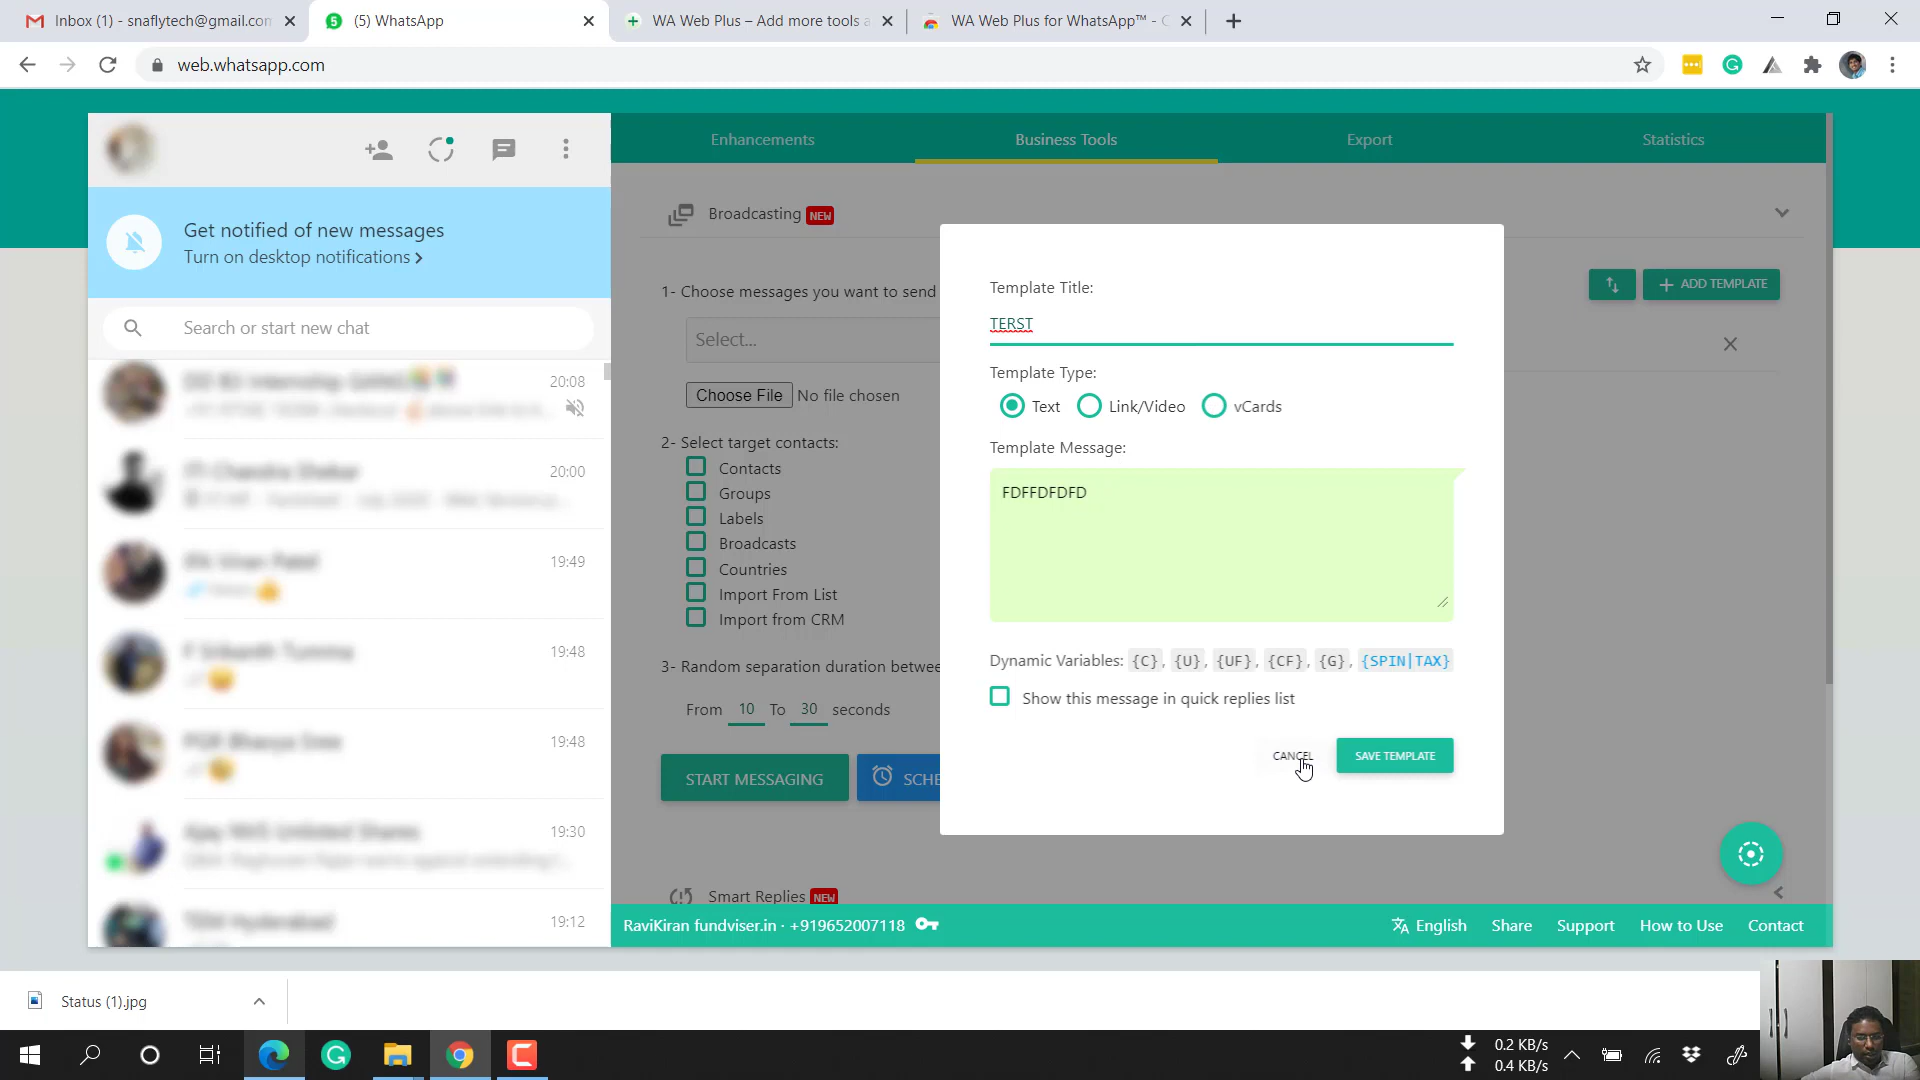 Inbox (1) - snaflytech@gmail.con
(5) WhatsApp
WA Web Plus – Add more tools a
WA Web Plus for WhatsApp™ - C
web.whatsapp.com
Enhancements
Business Tools
Export
Statistics
Get notified of new messages
Turn on desktop notifications
Search or start new chat
20:08
20:00
19:49
19:48
19:48
19:30
19:12
Broadcasting NEW
1- Choose messages you want to send
ADD TEMPLATE
Select...
Choose File No file chosen
2- Select target contacts:
Contacts
Groups
Labels
Broadcasts
Countries
Import From List
Import from CRM
3- Random separation duration betwee
From 10 To 30 seconds
START MESSAGING
SCHE
Smart Replies NEW
Template Title:
TERST
Template Type:
Text Link/Video vCards
Template Message:
FDFFDFDFD
Dynamic Variables: {C}, {U}, {UF}, {CF}, {G}, {SPIN|TAX}
Show this message in quick replies list
CANCEL
SAVE TEMPLATE
RaviKiran fundviser.in · +919652007118
English
Share
Support
How to Use
Contact
Status (1).jpg
0.2 KB/s
0.4 KB/s